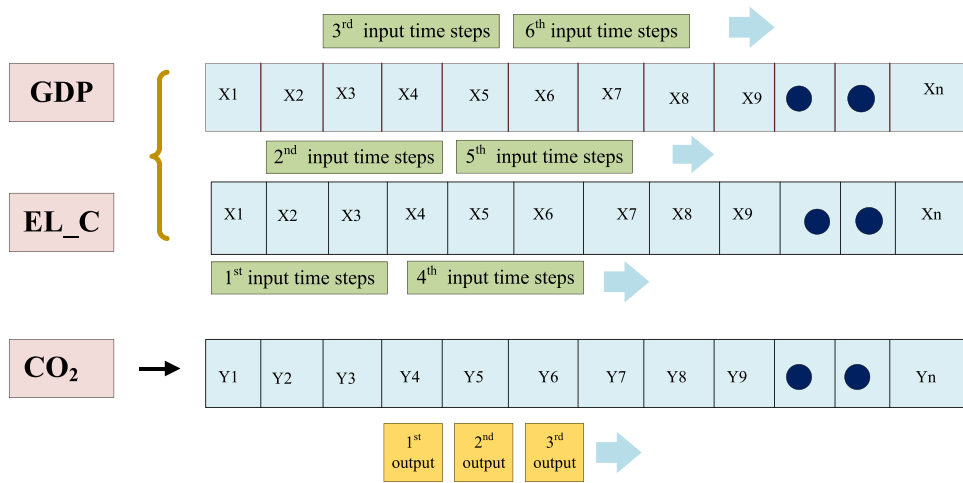 3rd input time steps 6th input time steps
GDP X1 X2 X3 X4 X5 X6 X7 X8 X9 Xn
2nd input time steps 5th input time steps
EL_C X1 X2 X3 X4 X5 X6 X7 X8 X9 Xn
1st input time steps 4th input time steps
CO₂ Y1 Y2 Y3 Y4 Y5 Y6 Y7 Y8 Y9 Yn
1st output
2nd output
3rd output